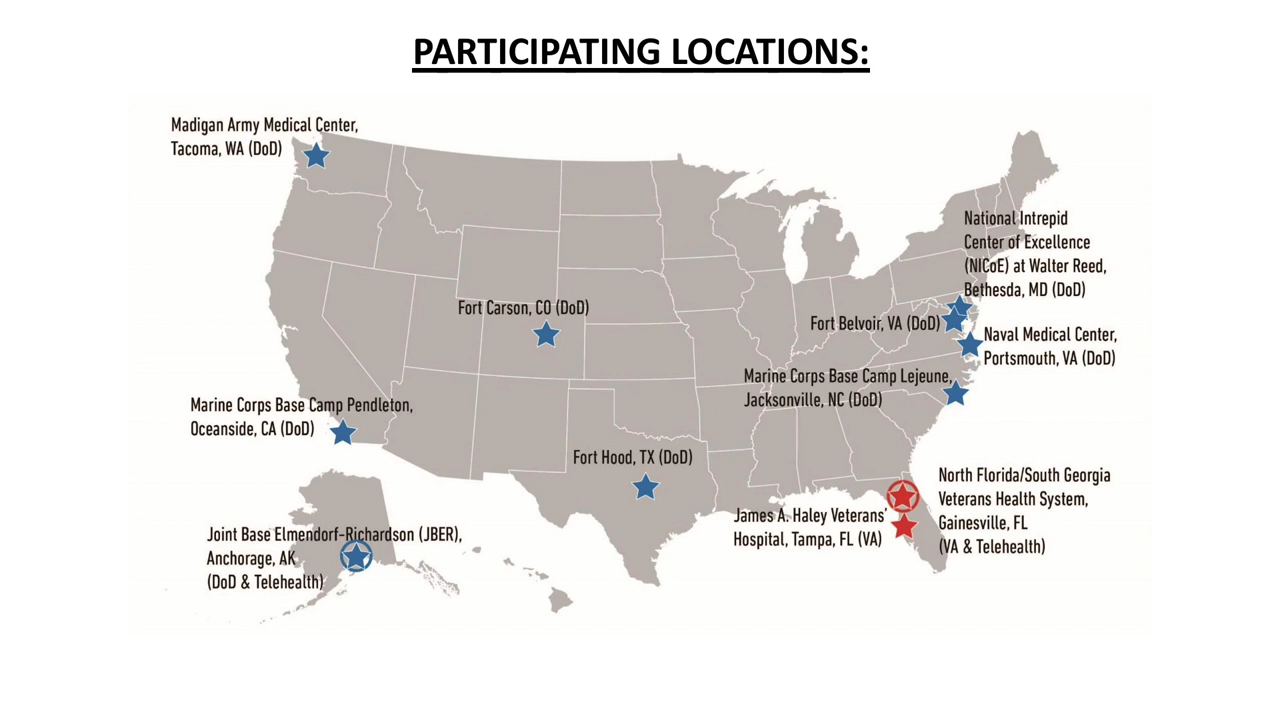 PARTICIPATING LOCATIONS:
Madigan Army Medical Center,
Tacoma, WA (DoD)
National Intrepid
Center of Excellence
(NICoE) at Walter Reed,
Bethesda, MD (DoD)
Fort Carson, CO (DoD)
Fort Belvoir, VA (DoD)
Naval Medical Center,
Portsmouth, VA (DoD)
Marine Corps Base Camp Lejeune,
Jacksonville, NC (DoD)
Marine Corps Base Camp Pendleton,
Oceanside, CA (DoD)
Fort Hood, TX (DoD)
North Florida/South Georgia
Veterans Health System,
Gainesville, FL
(VA & Telehealth)
James A. Haley Veterans’
Hospital, Tampa, FL (VA)
Joint Base Elmendorf-Richardson (JBER),
Anchorage, AK
(DoD & Telehealth)